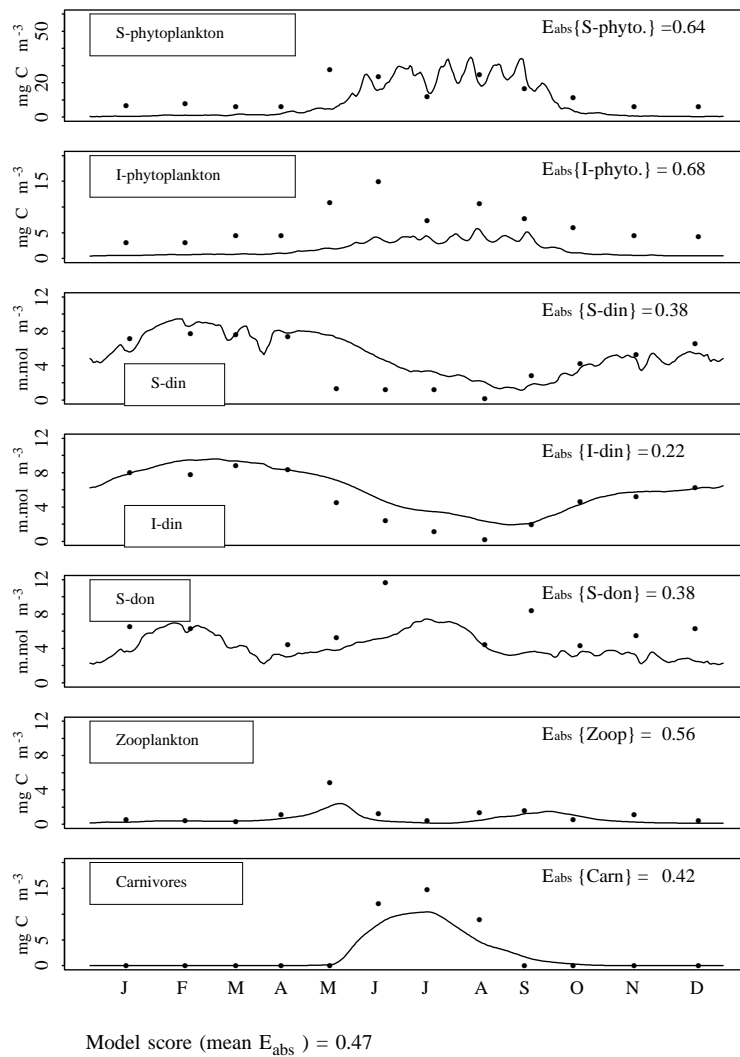 S-phytoplankton
Eabs{S-phyto.} =0.64
mg C m-3
0 20 50
I-phytoplankton
Eabs{I-phyto.} =0.68
mg C m-3
0 5 15
S-din
Eabs {S-din}=0.38
m.mol m-3
0 4 8 12
I-din
Eabs {I-din} =0.22
m.mol m-3
0 4 8 12
S-don
Eabs {S-don} = 0.38
m.mol m-3
0 4 8 12
Zooplankton
Eabs {Zoop} = 0.56
mg C m-3
0 4 8 12
Carnivores
Eabs {Carn} = 0.42
mg C m-3
0 5 15
J F M A M J J A S O N D
Model score (mean Eabs ) = 0.47